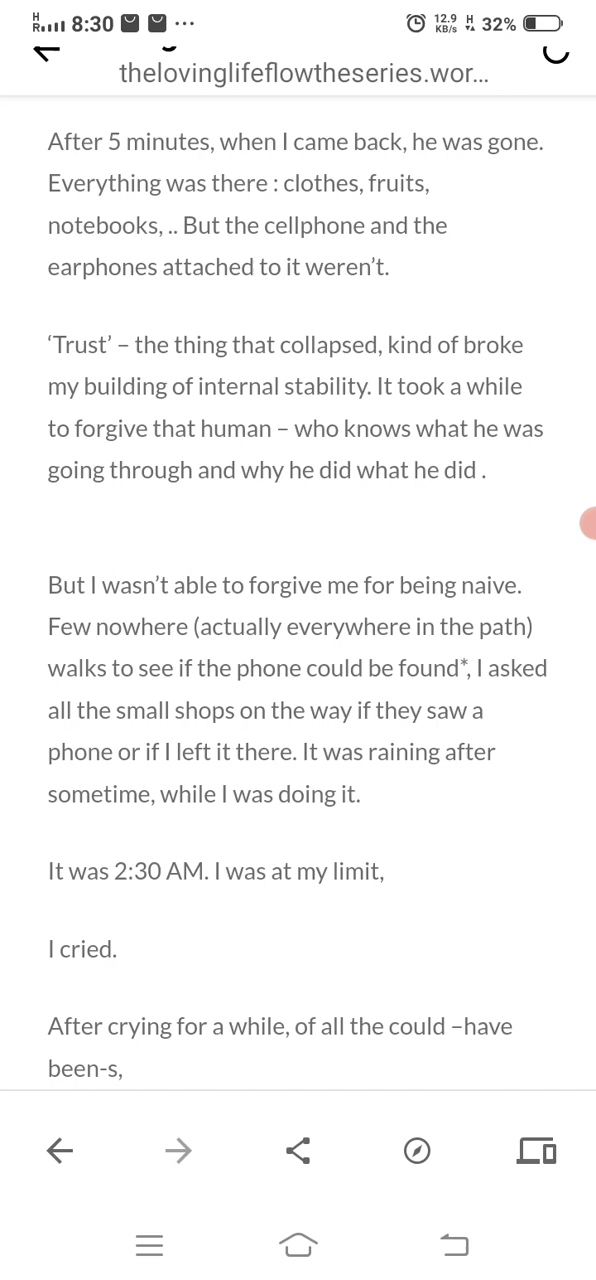 H
R 8:30 ... 12.9 KB/s H 32%
thelovinglifeflowtheseries.wor...
After 5 minutes, when I came back, he was gone.
Everything was there : clothes, fruits,
notebooks, .. But the cellphone and the
earphones attached to it weren't.
‘Trust’ – the thing that collapsed, kind of broke
my building of internal stability. It took a while
to forgive that human – who knows what he was
going through and why he did what he did .
But I wasn’t able to forgive me for being naive.
Few nowhere (actually everywhere in the path)
walks to see if the phone could be found*, I asked
all the small shops on the way if they saw a
phone or if I left it there. It was raining after
sometime, while I was doing it.
It was 2:30 AM. I was at my limit,
I cried.
After crying for a while, of all the could –have
been-s,